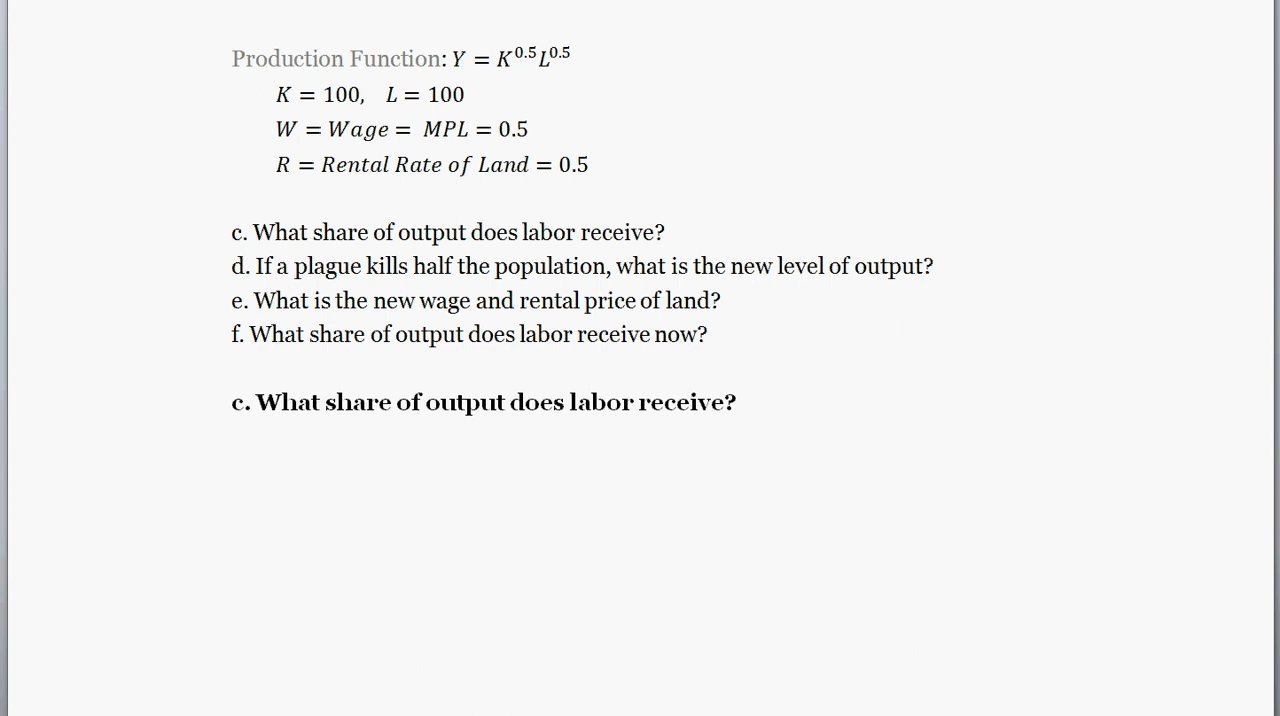 Production Function: Y = K^0.5 L^0.5
K = 100, L = 100
W = Wage = MPL = 0.5
R = Rental Rate of Land = 0.5
c. What share of output does labor receive?
d. If a plague kills half the population, what is the new level of output?
e. What is the new wage and rental price of land?
f. What share of output does labor receive now?
c. What share of output does labor receive?